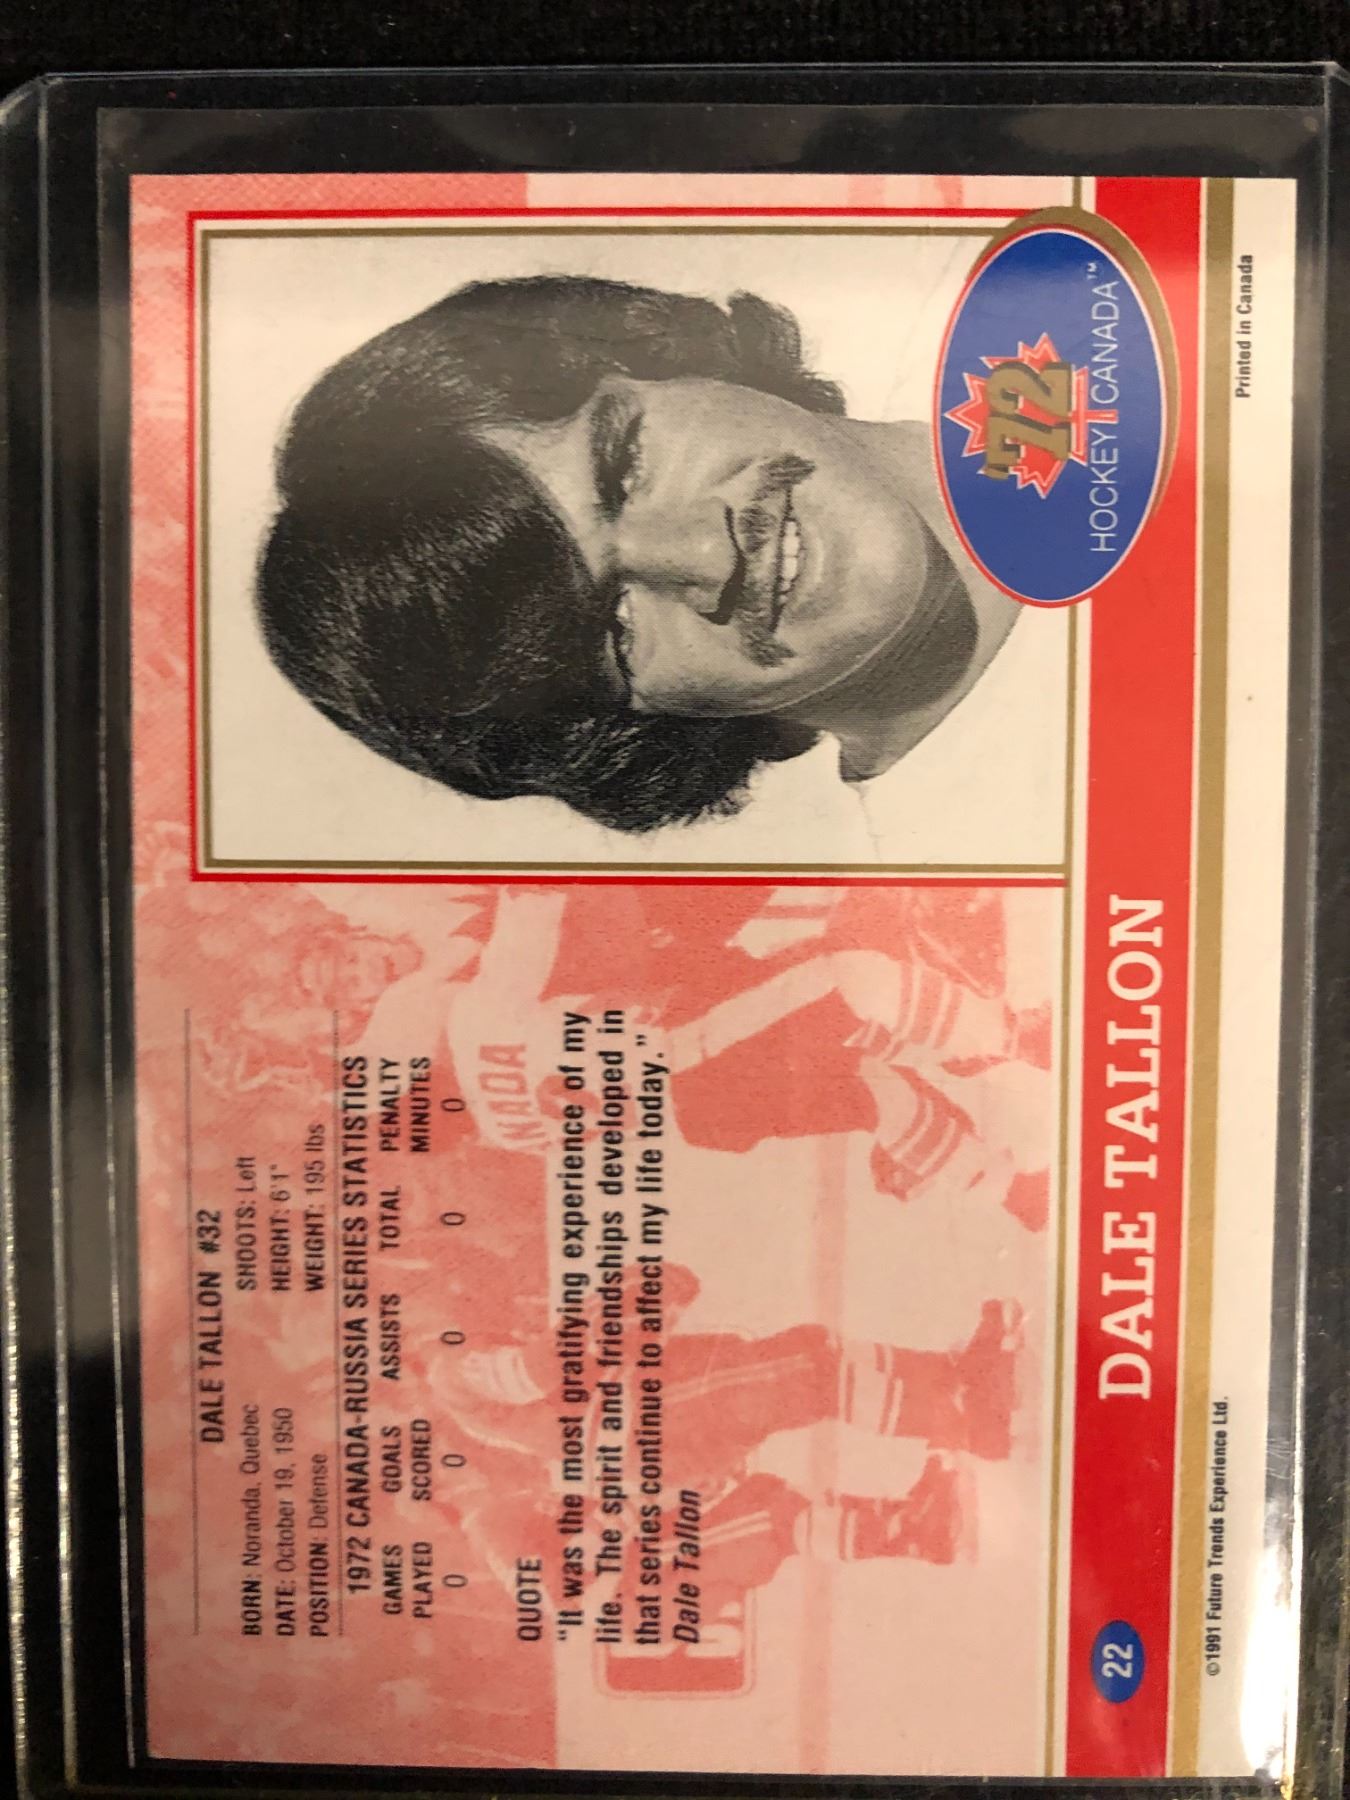 DALE TALLON #32
BORN: Noranda, Quebec SHOOTS: Left
DATE: October 19, 1950 HEIGHT: 6'1"
POSITION: Defense WEIGHT: 195 lbs
1972 CANADA-RUSSIA SERIES STATISTICS
GAMES GOALS ASSISTS TOTAL PENALTY
PLAYED SCORED MINUTES
0 0 0 0 0
QUOTE
"It was the most gratifying experience of my
life. The spirit and friendships developed in
that series continue to affect my life today."
Dale Tallon
NADA
'72
HOCKEY CANADA™
22 DALE TALLON
©1991 Future Trends Experience Ltd. Printed in Canada